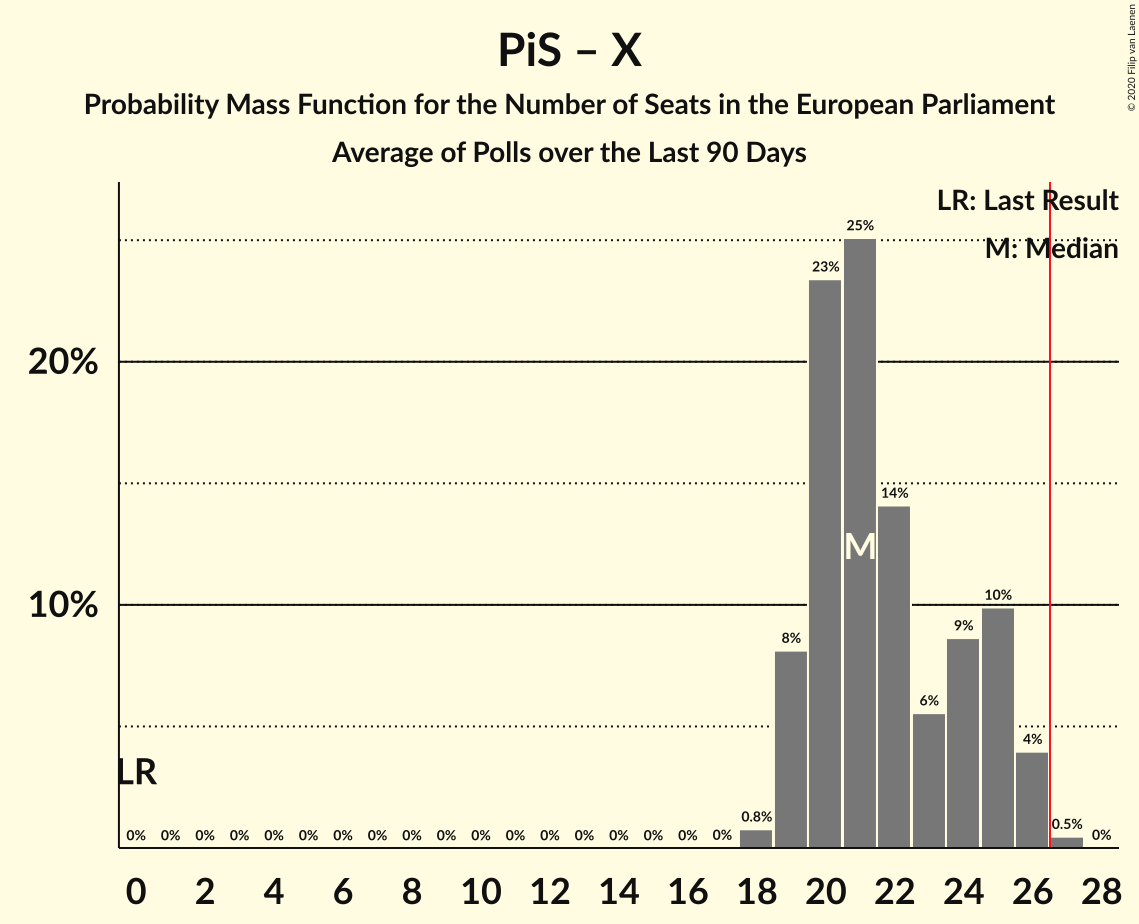 PiS – X
Probability Mass Function for the Number of Seats in the European Parliament
Average of Polls over the Last 90 Days
© 2020 Filip van Laenen
LR: Last Result
M: Median
25%
23%
20%
14%
M
10%
10%
9%
8%
6%
4%
LR
0% 0% 0% 0% 0% 0% 0% 0% 0% 0% 0% 0% 0% 0% 0% 0% 0% 0% 0.8% 0.5% 0%
0 2 4 6 8 10 12 14 16 18 20 22 24 26 28